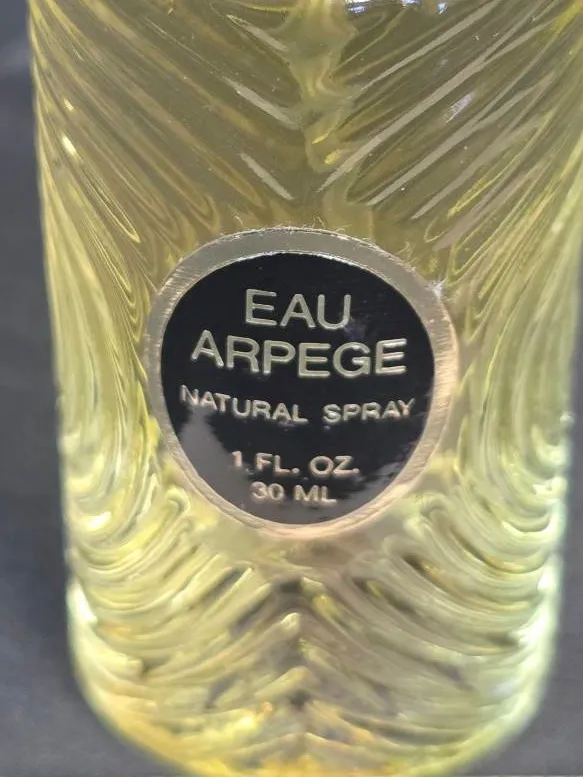 EAU
ARPEGE
NATURAL SPRAY
1 FL. OZ.
30 ML